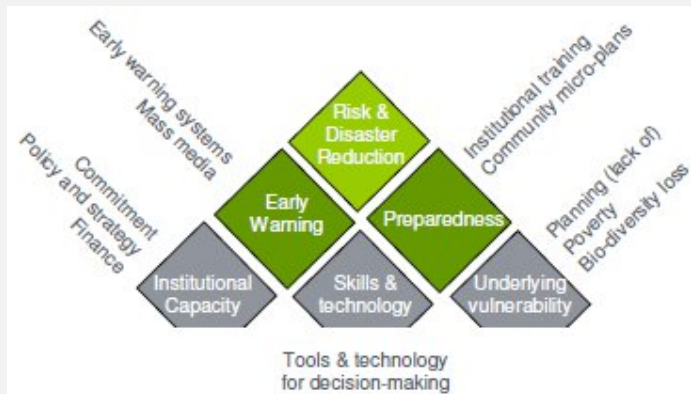 Early warning systems
Mass media
Institutional training
Community micro-plans
Risk &
Disaster
Reduction
Commitment
Policy and strategy
Finance
Early
Warning
Preparedness
Planning (lack of)
Poverty
Bio-diversity loss
Institutional
Capacity
Skills &
technology
Underlying
vulnerability
Tools & technology
for decision-making